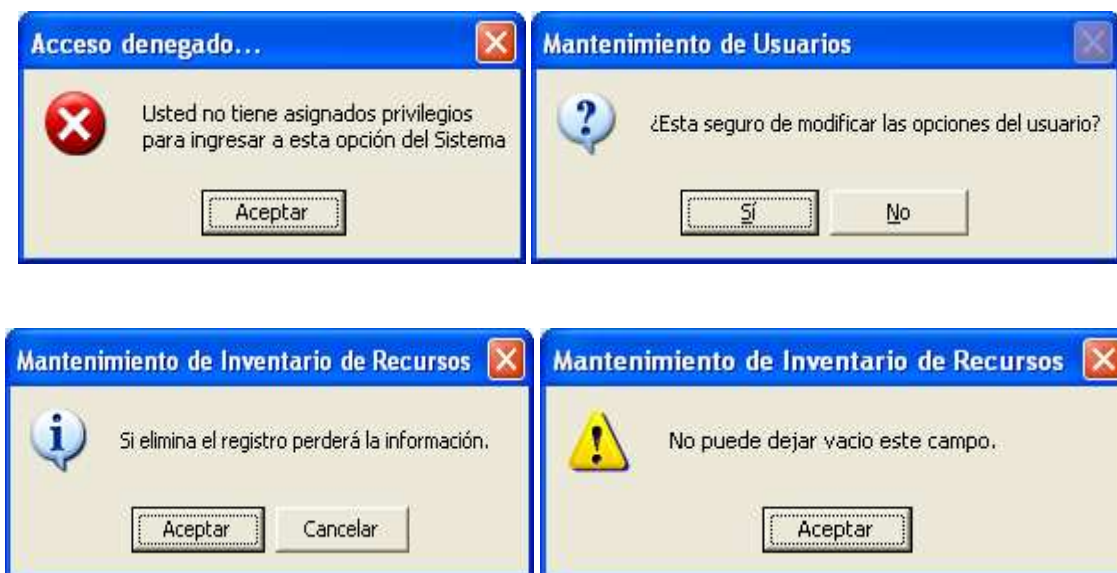 Acceso denegado...
Usted no tiene asignados privilegios
para ingresar a esta opción del Sistema
Aceptar
Mantenimiento de Usuarios
¿Esta seguro de modificar las opciones del usuario?
Sí
No
Mantenimiento de Inventario de Recursos
Si elimina el registro perderá la información.
Aceptar
Cancelar
Mantenimiento de Inventario de Recursos
No puede dejar vacio este campo.
Aceptar